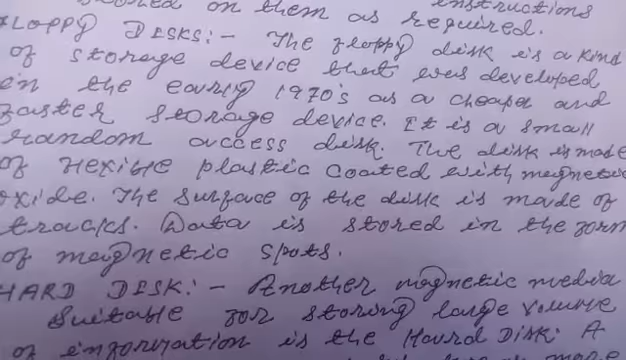 on them as required.
FLOPPY DISKS:- The floppy disk is a kind
of storage device that was developed
in the early 1970's as a cheaper and
faster storage device. It is a small
random access disk. The disk is made
of flexible plastic coated with magnetic
oxide. The surface of the disk is made of
tracks. Data is stored in the form
of magnetic spots.
HARD DISK:- Another magnetic media
suitable for storing large volume
of information is the Hard DISK. A
made